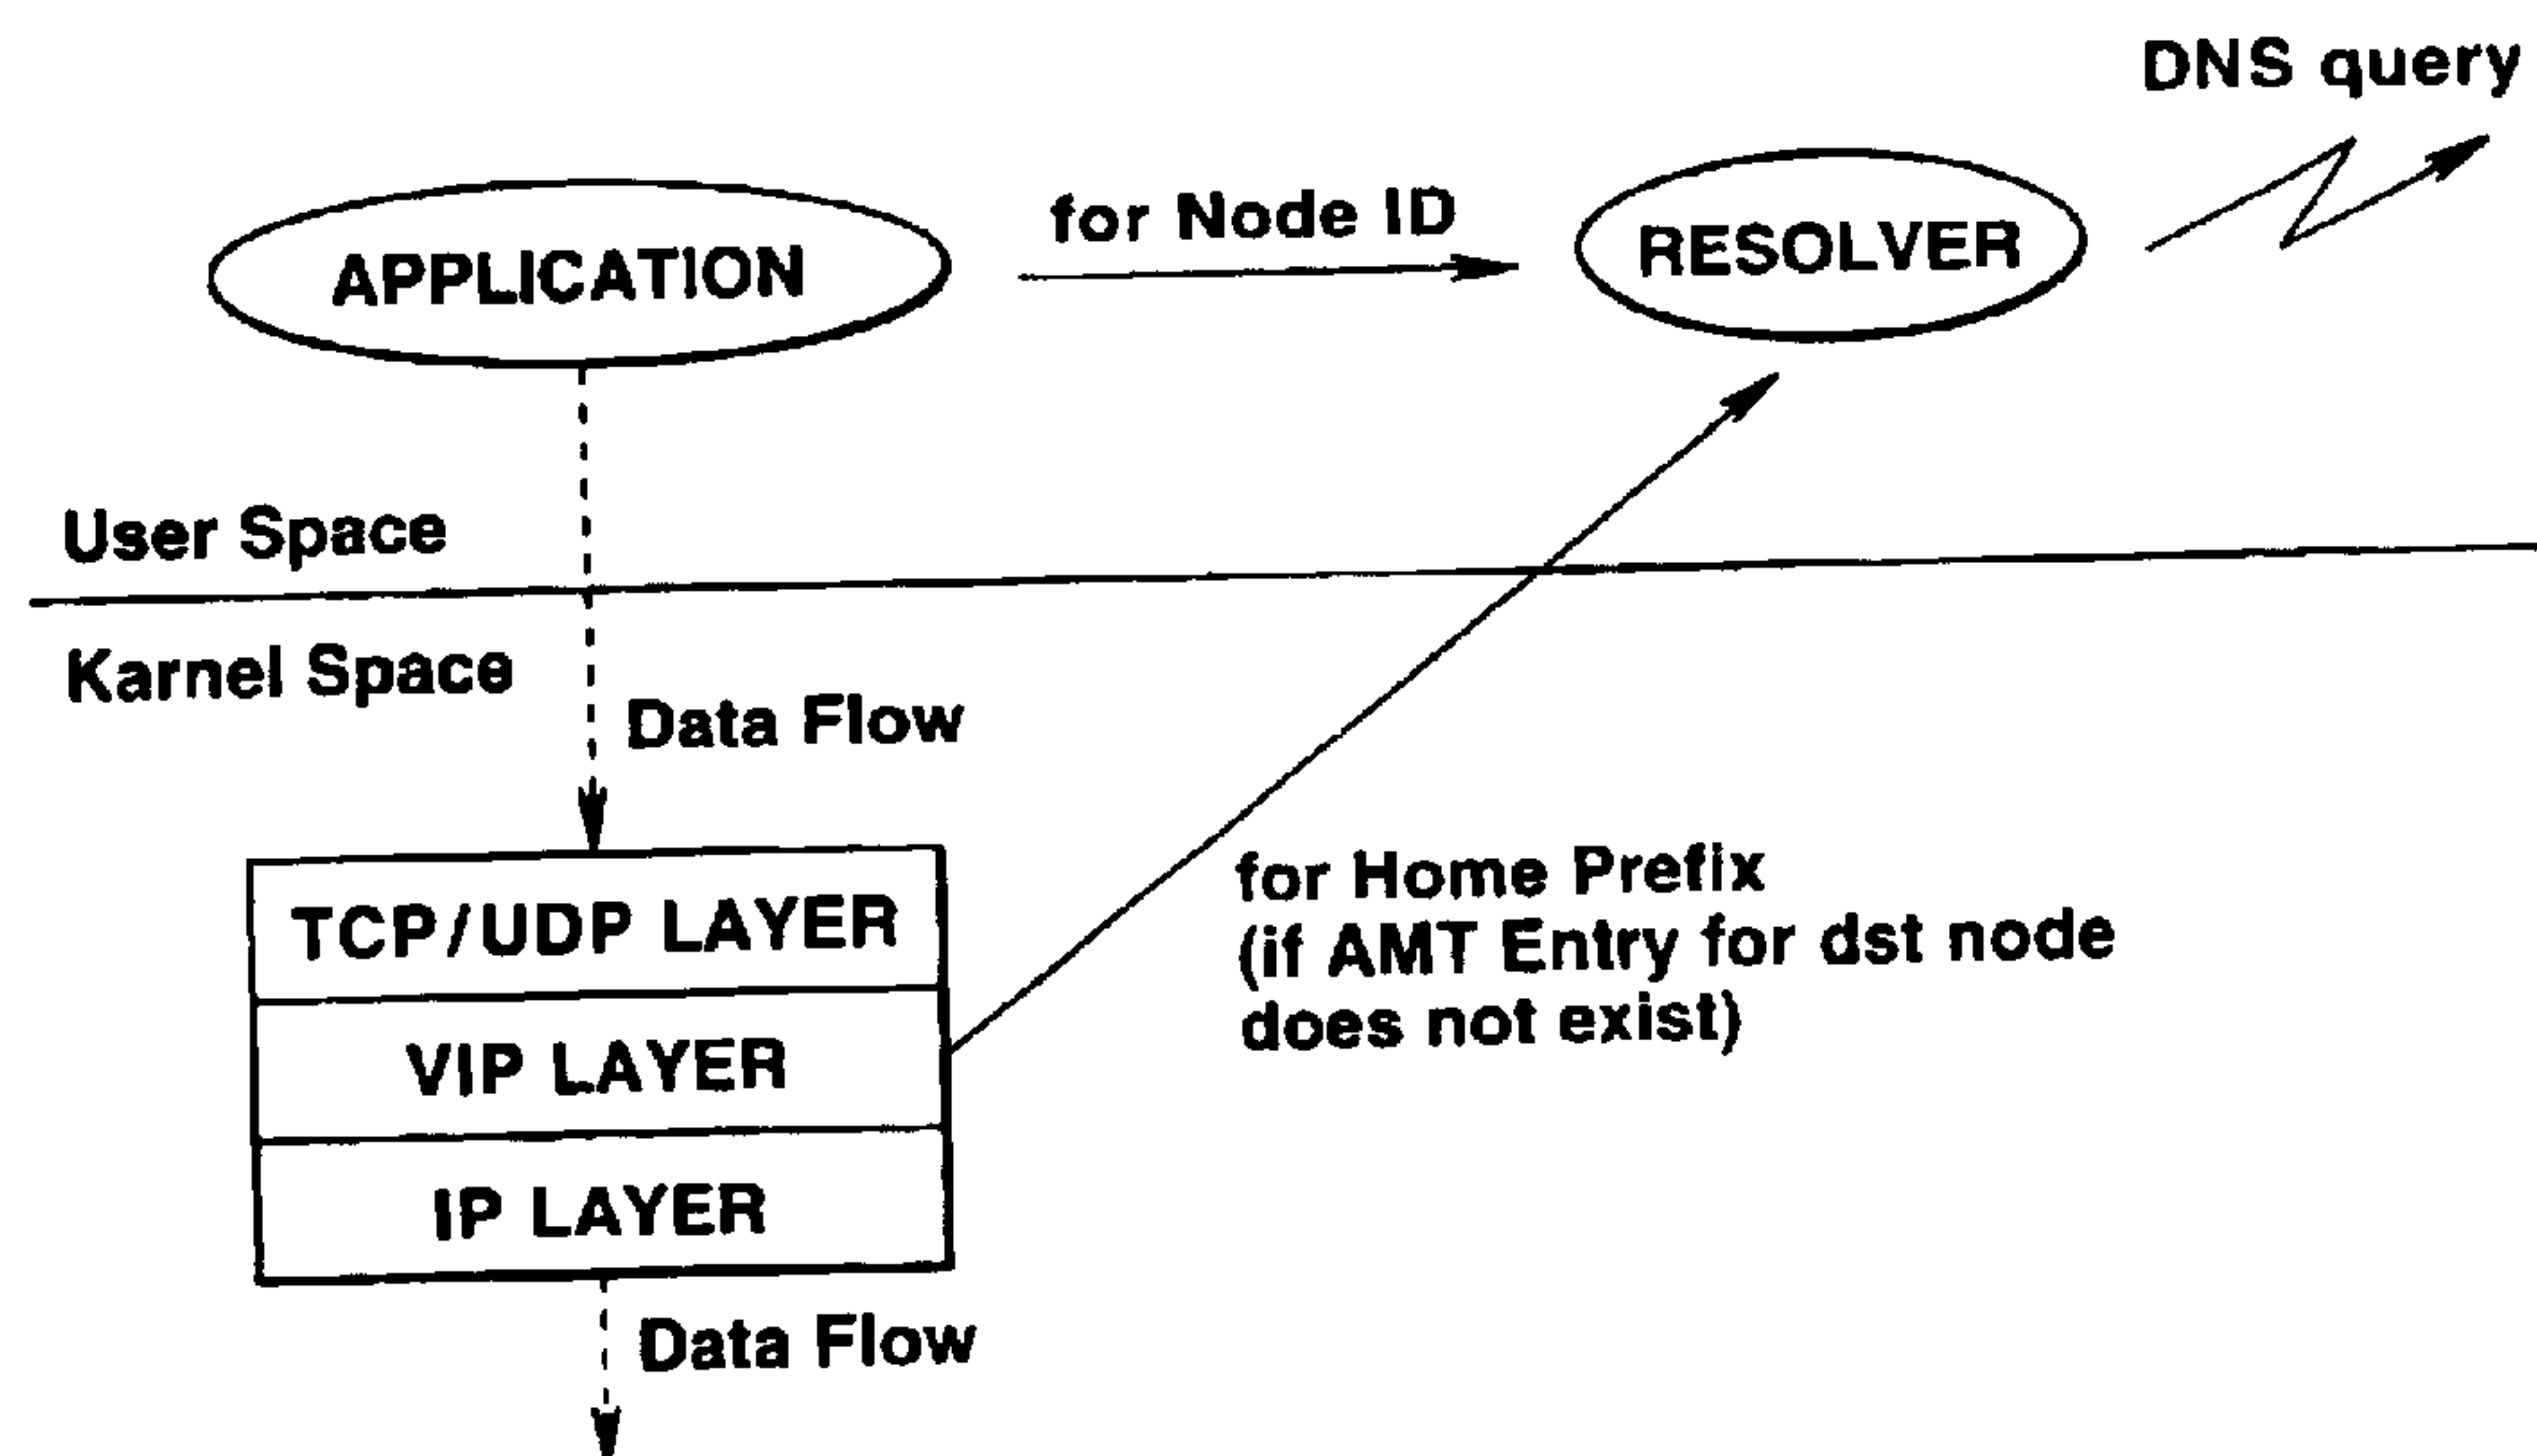 DNS query
for Node ID
APPLICATION
RESOLVER
User Space
Karnel Space
Data Flow
TCP/UDP LAYER
for Home Prefix
(if AMT Entry for dst node
does not exist)
VIP LAYER
IP LAYER
Data Flow